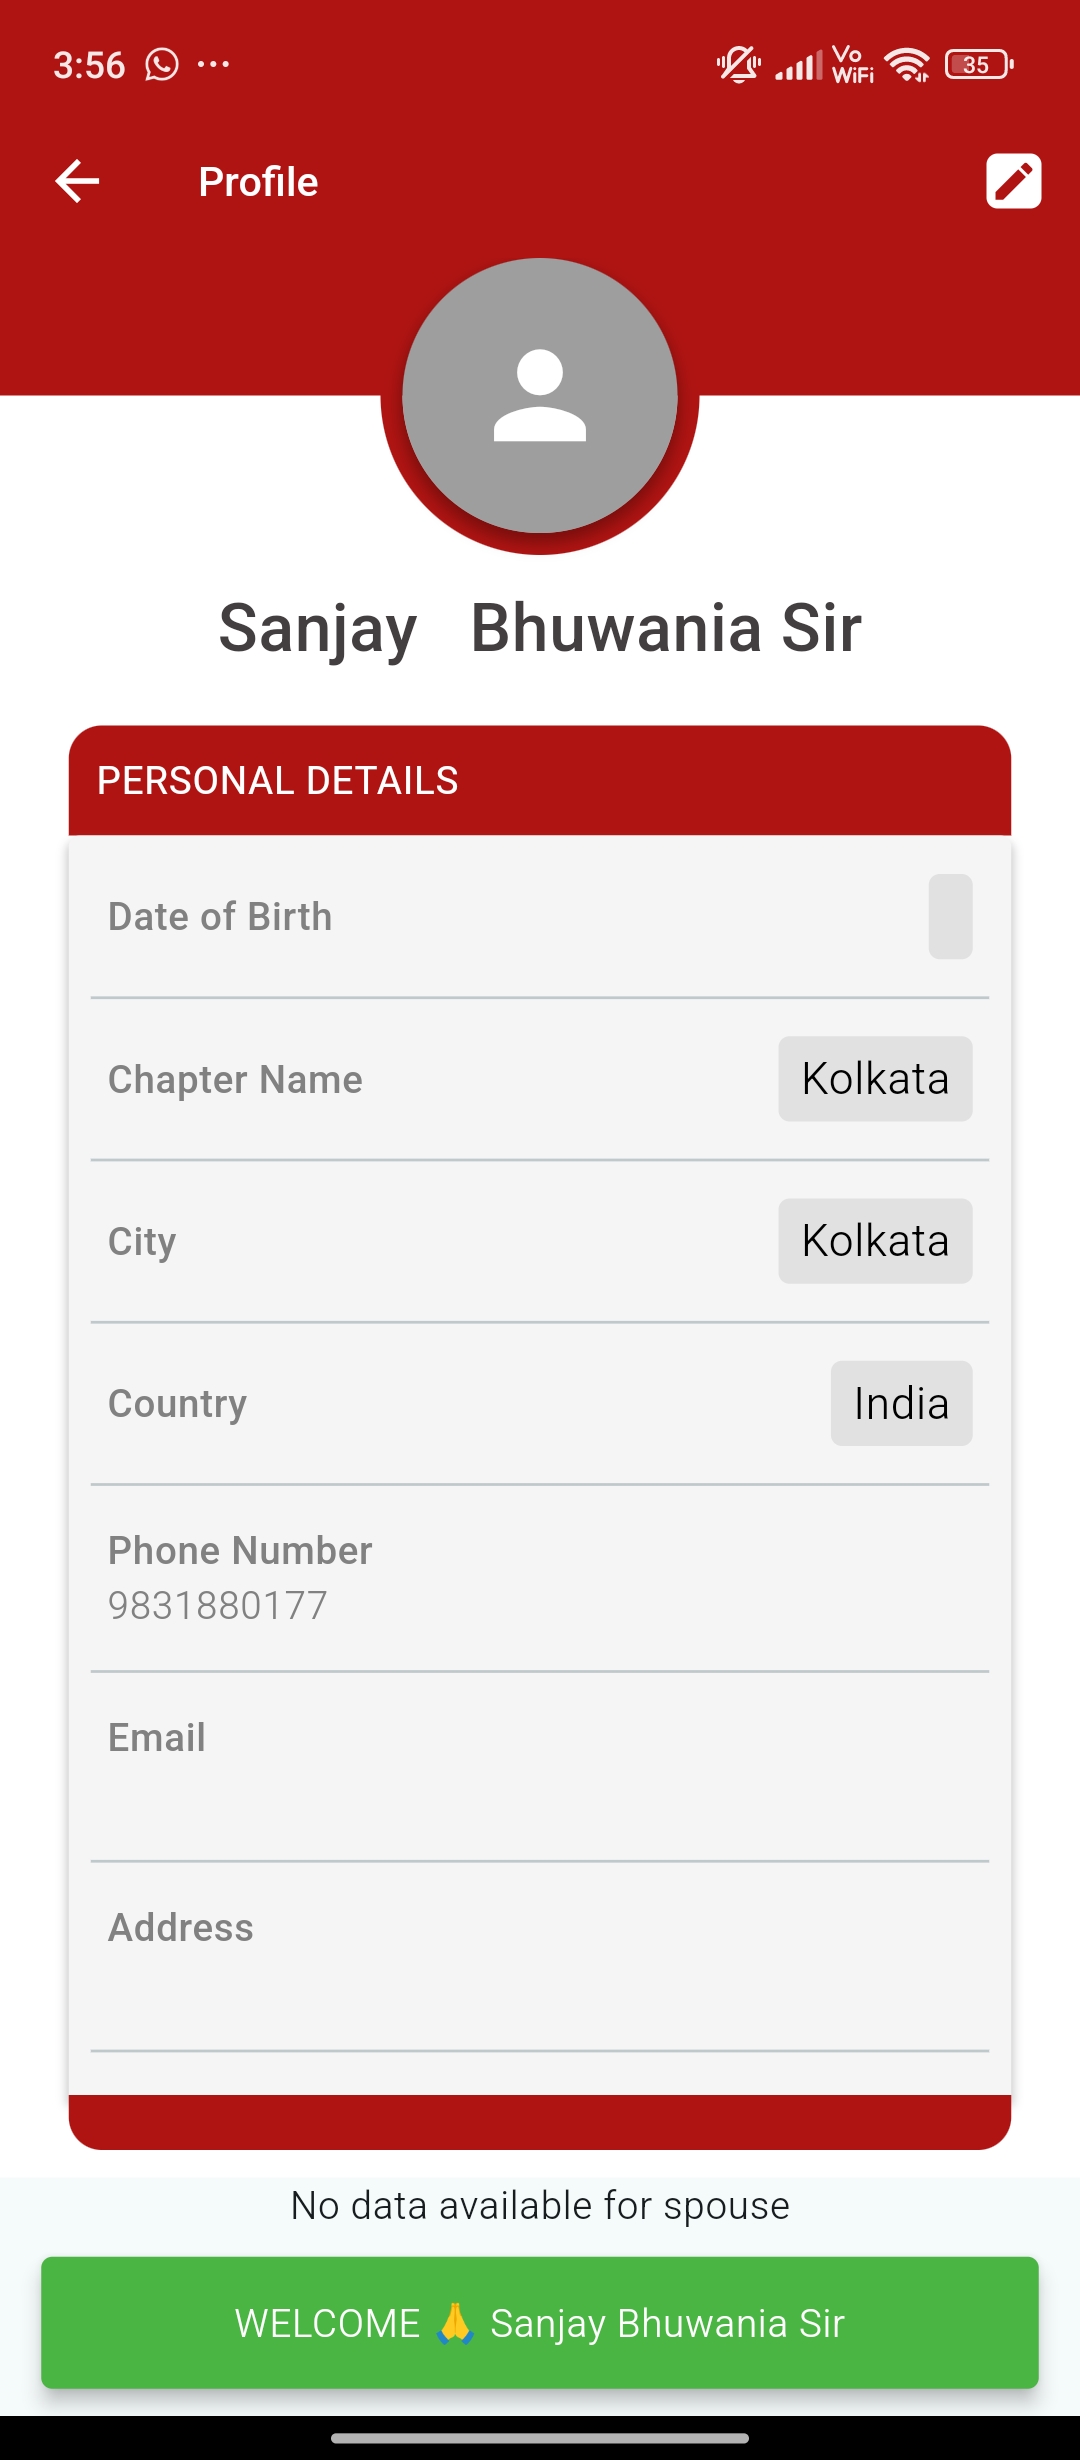 3:56 ... Vo WiFi 35
Profile
Sanjay Bhuwania Sir
PERSONAL DETAILS
Date of Birth
Chapter Name Kolkata
City Kolkata
Country India
Phone Number
9831880177
Email
Address
No data available for spouse
WELCOME 🙏 Sanjay Bhuwania Sir